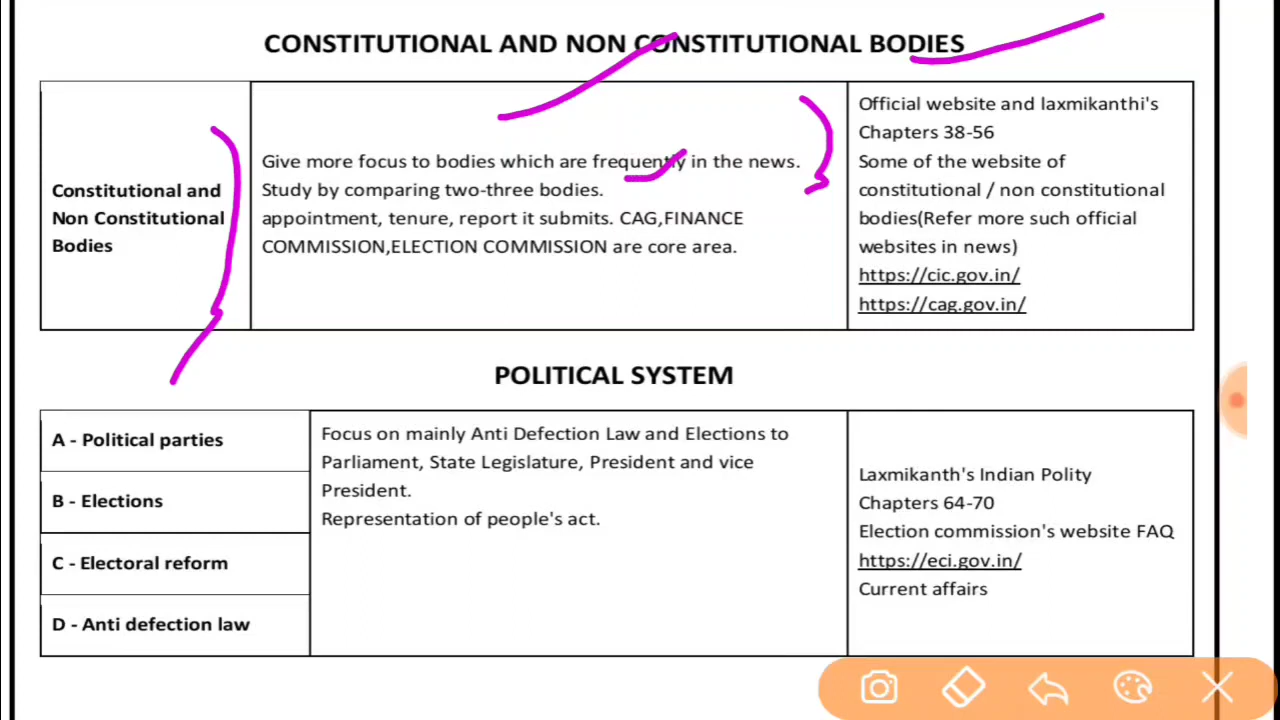 CONSTITUTIONAL AND NON CONSTITUTIONAL BODIES
Constitutional and
Non Constitutional
Bodies
Give more focus to bodies which are frequently in the news.
Study by comparing two-three bodies.
appointment, tenure, report it submits. CAG,FINANCE
COMMISSION,ELECTION COMMISSION are core area.
Official website and laxmikanthi's
Chapters 38-56
Some of the website of
constitutional / non constitutional
bodies(Refer more such official
websites in news)
https://cic.gov.in/
https://cag.gov.in/
POLITICAL SYSTEM
A - Political parties
B - Elections
C - Electoral reform
D - Anti defection law
Focus on mainly Anti Defection Law and Elections to
Parliament, State Legislature, President and vice
President.
Representation of people's act.
Laxmikanth's Indian Polity
Chapters 64-70
Election commission's website FAQ
https://eci.gov.in/
Current affairs